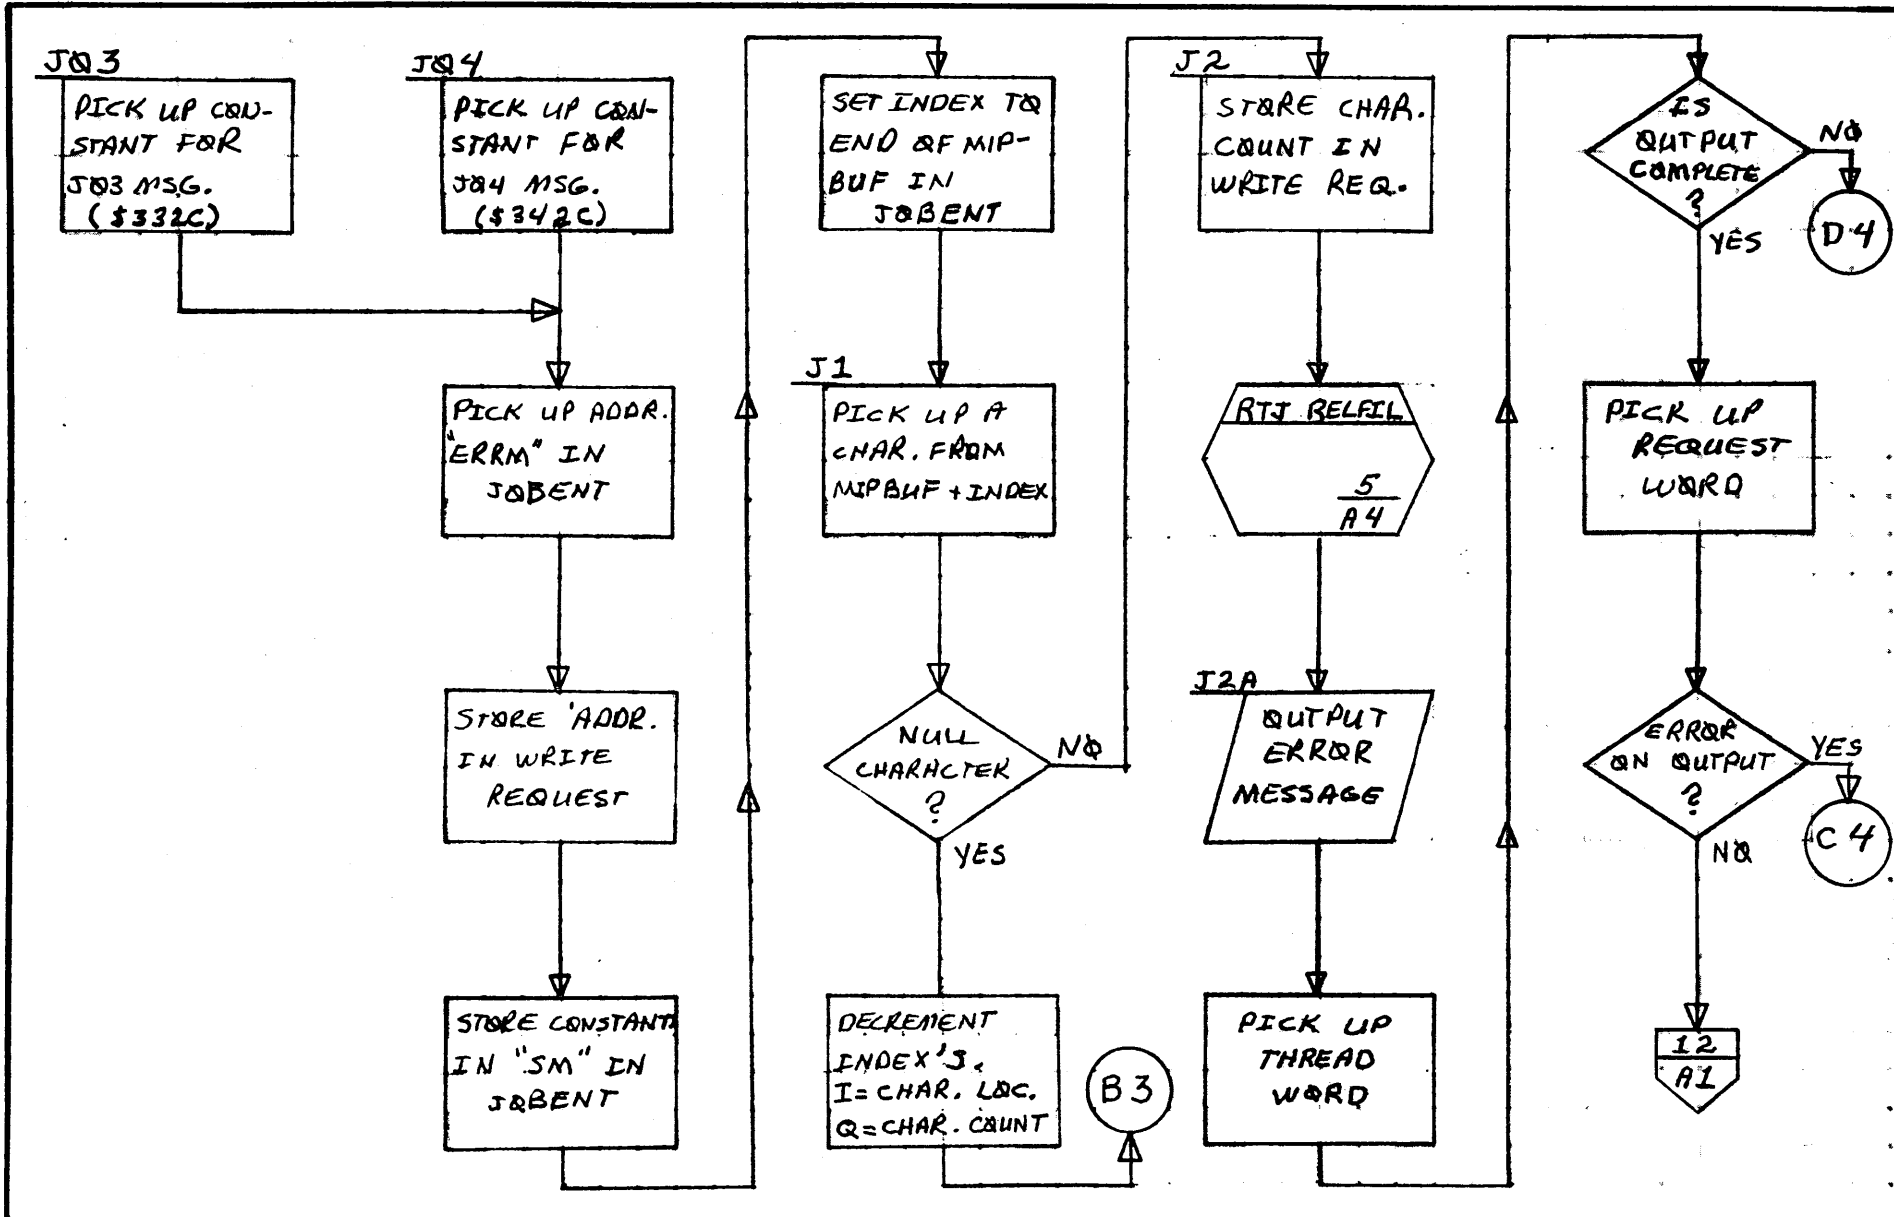 JO3
PICK UP CON-
STANT FOR
JO3 MSG.
($332C)
JO4
PICK UP CON-
STANT FOR
JO4 MSG.
($342C)
PICK UP ADDR.
"ERRM" IN
JOBENT
STORE ADDR.
IN WRITE
REQUEST
STORE CONSTANT
IN "SM" IN
JOBENT
SET INDEX TO
END OF MIP-
BUF IN
JOBENT
J1
PICK UP A
CHAR. FROM
MIPBUF + INDEX
NULL
CHARACTER
?
NO
YES
DECREMENT
INDEX'S.
I = CHAR. LOC.
Q = CHAR. COUNT
B3
J2
STORE CHAR.
COUNT IN
WRITE REQ.
RTJ RELFIL
5
A4
J2A
OUTPUT
ERROR
MESSAGE
PICK UP
THREAD
WORD
IS
OUTPUT
COMPLETE
?
NO
D4
YES
PICK UP
REQUEST
WORD
ERROR
ON OUTPUT
?
YES
C4
NO
12
A1